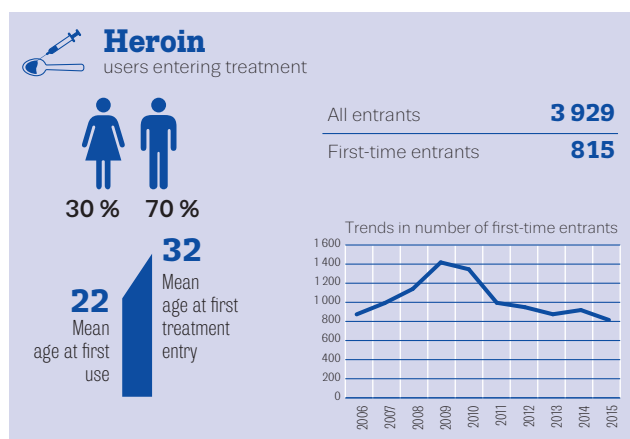 Heroin
users entering treatment
30 % 70 %
22
Mean
age at first
use
32
Mean
age at first
treatment
entry
All entrants 3 929
First-time entrants 815
Trends in number of first-time entrants
1 600
1 400
1 200
1 000
800
600
400
200
0
2006 2007 2008 2009 2010 2011 2012 2013 2014 2015